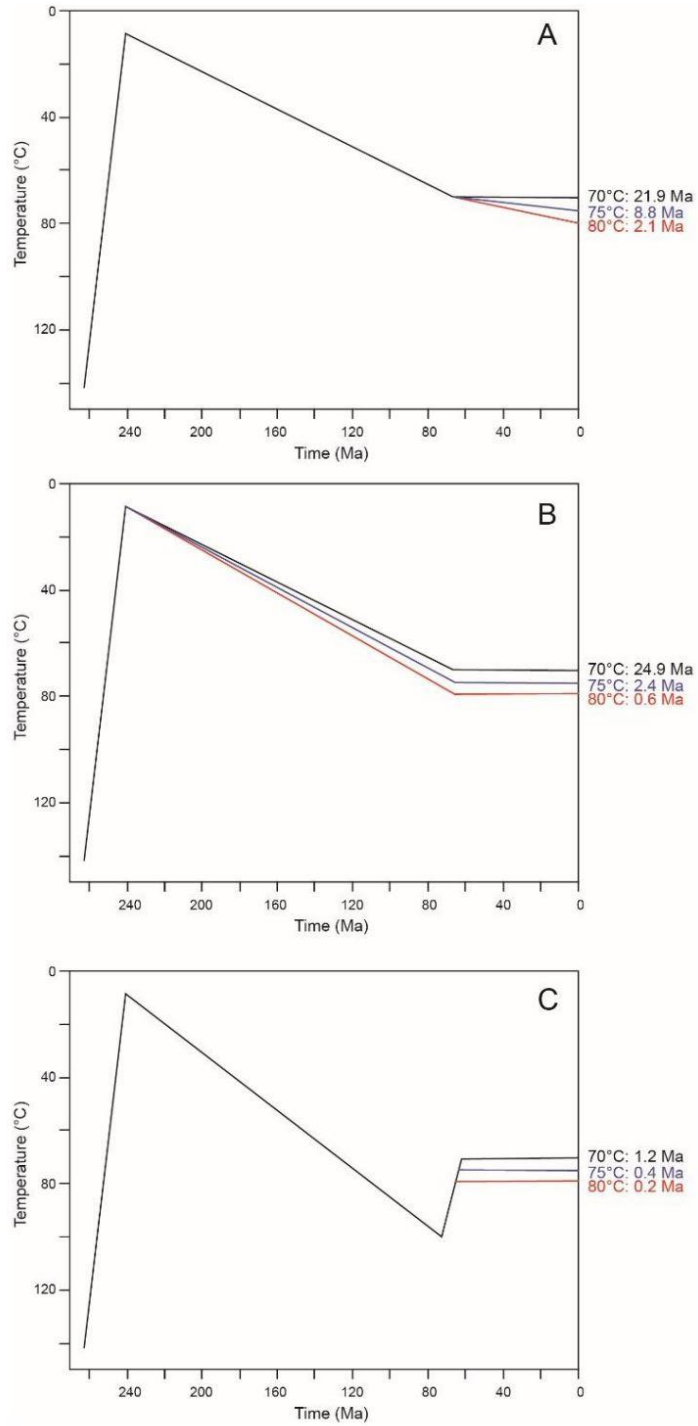 A
0
40
80
120
Temperature (°C)
70°C: 21.9 Ma
75°C: 8.8 Ma
80°C: 2.1 Ma
240 200 160 120 80 40 0
Time (Ma)
B
0
40
80
120
Temperature (°C)
70°C: 24.9 Ma
75°C: 2.4 Ma
80°C: 0.6 Ma
240 200 160 120 80 40 0
Time (Ma)
C
0
40
80
120
Temperature (°C)
70°C: 1.2 Ma
75°C: 0.4 Ma
80°C: 0.2 Ma
240 200 160 120 80 40 0
Time (Ma)